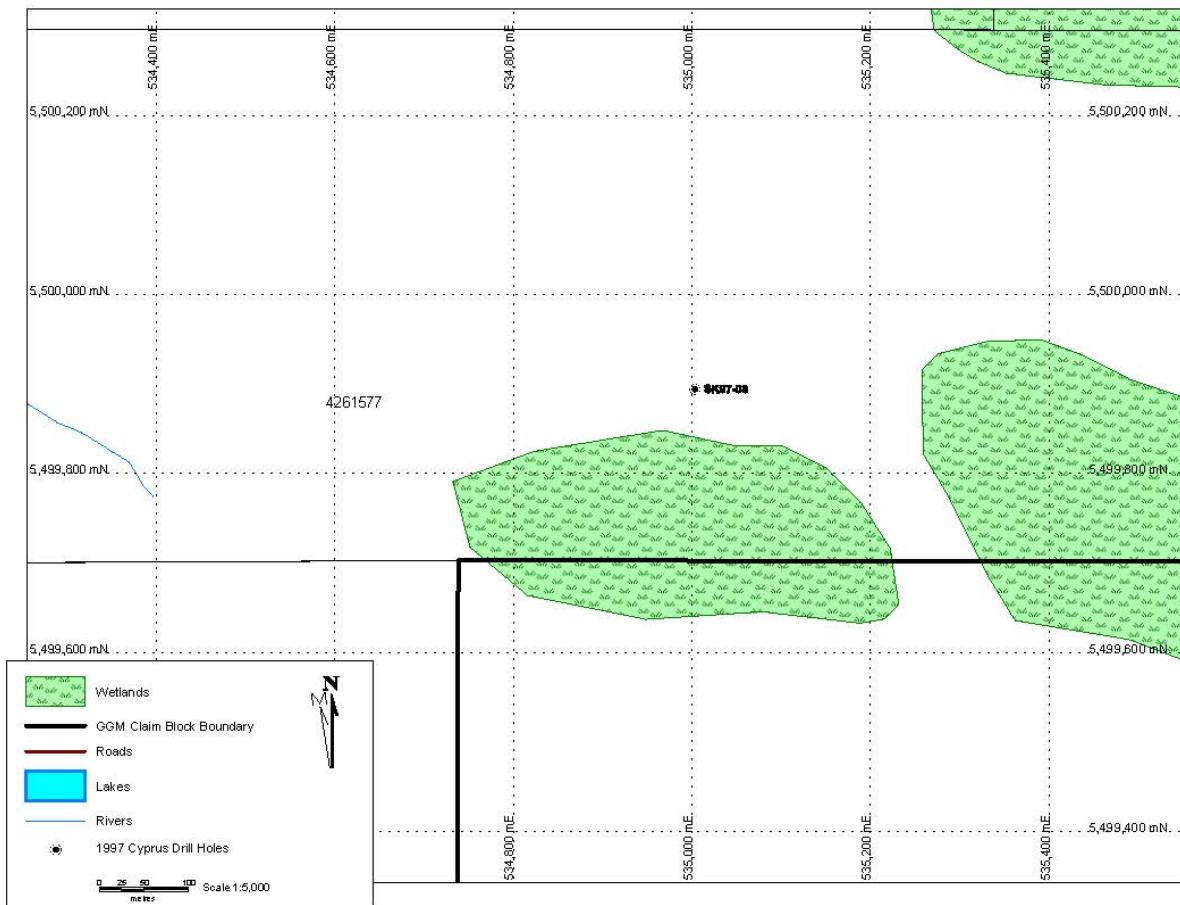 534,400 mE
534,600 mE
534,800 mE
535,000 mE
535,200 mE
535,400 mE
5,500,200 mN
5,500,200 mN
5,500,000 mN
5,500,000 mN
SK97-08
4261577
5,499,800 mN
5,499,800 mN
5,499,600 mN
5,499,600 mN
N
M
Wetlands
GGM Claim Block Boundary
Roads
Lakes
Rivers
1997 Cyprus Drill Holes
0 25 50 100
Scale 1:5,000
metres
5,499,400 mN
534,800 mE
535,000 mE
535,200 mE
535,400 mE